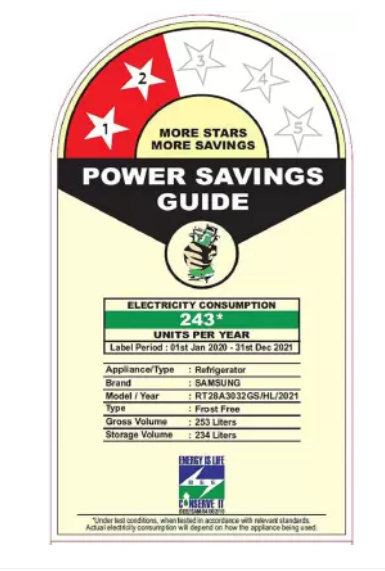 1 2 3 4 5
MORE STARS
MORE SAVINGS
POWER SAVINGS
GUIDE
ELECTRICITY CONSUMPTION
243*
UNITS PER YEAR
Label Period : 01st Jan 2020 - 31st Dec 2021
Appliance/Type : Refrigerator
Brand : SAMSUNG
Model / Year : RT28A3032GS/HL/2021
Type : Frost Free
Gross Volume : 253 Liters
Storage Volume : 234 Liters
ENERGY IS LIFE
B E E
CONSERVE IT
*Under test conditions, when tested in accordance with relevant standards.
Actual electricity consumption will depend on how the appliance being used.